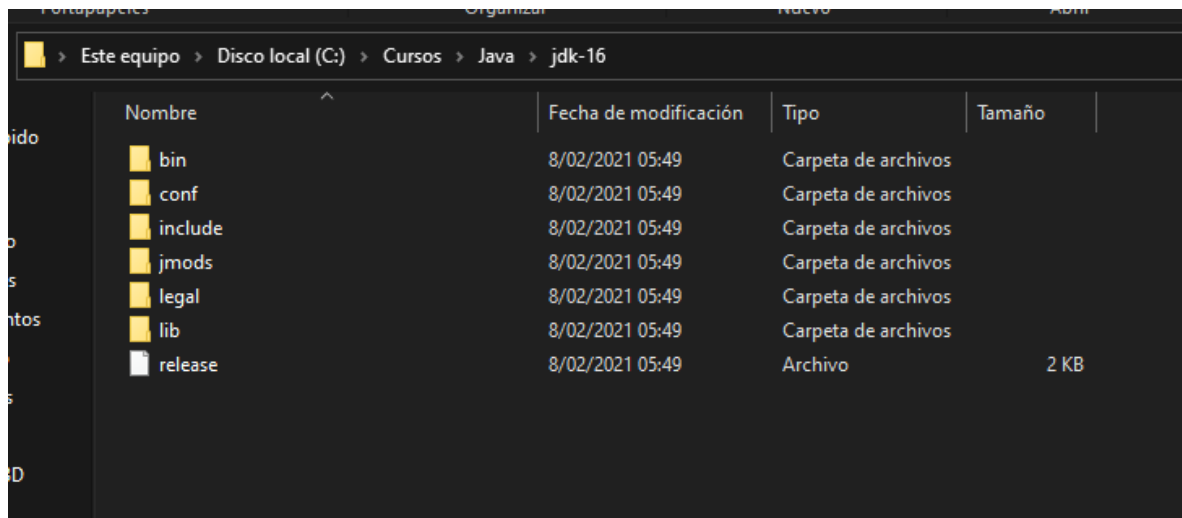 Portapapeles Organizar Nuevo Abrir
Este equipo > Disco local (C:) > Cursos > Java > jdk-16
Nombre Fecha de modificación Tipo Tamaño
bin 8/02/2021 05:49 Carpeta de archivos
conf 8/02/2021 05:49 Carpeta de archivos
include 8/02/2021 05:49 Carpeta de archivos
jmods 8/02/2021 05:49 Carpeta de archivos
legal 8/02/2021 05:49 Carpeta de archivos
lib 8/02/2021 05:49 Carpeta de archivos
release 8/02/2021 05:49 Archivo 2 KB